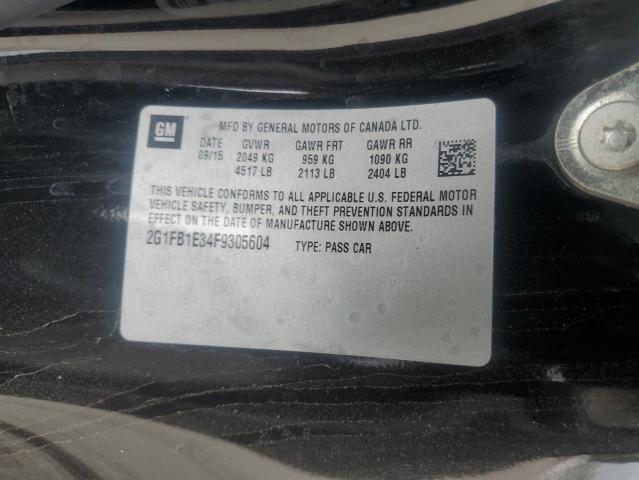 GM
MFD BY GENERAL MOTORS OF CANADA LTD.
DATE GVWR GAWR FRT GAWR RR
09/15 2049 KG 959 KG 1090 KG
4517 LB 2113 LB 2404 LB
THIS VEHICLE CONFORMS TO ALL APPLICABLE U.S. FEDERAL MOTOR
VEHICLE SAFETY, BUMPER, AND THEFT PREVENTION STANDARDS IN
EFFECT ON THE DATE OF MANUFACTURE SHOWN ABOVE.
2G1FB1E34F9305604 TYPE: PASS CAR